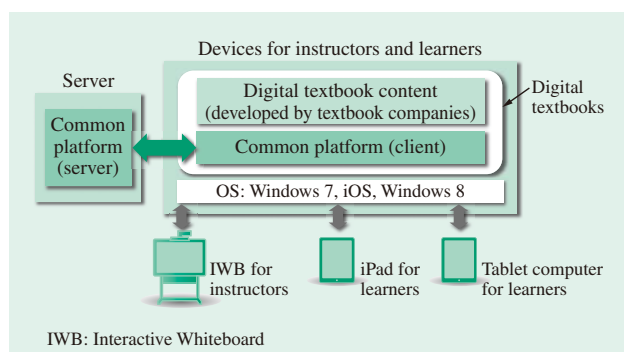 Devices for instructors and learners
Server
Common
platform
(server)
Digital textbook content
(developed by textbook companies)
Common platform (client)
Digital
textbooks
OS: Windows 7, iOS, Windows 8
IWB for
instructors
iPad for
learners
Tablet computer
for learners
IWB: Interactive Whiteboard